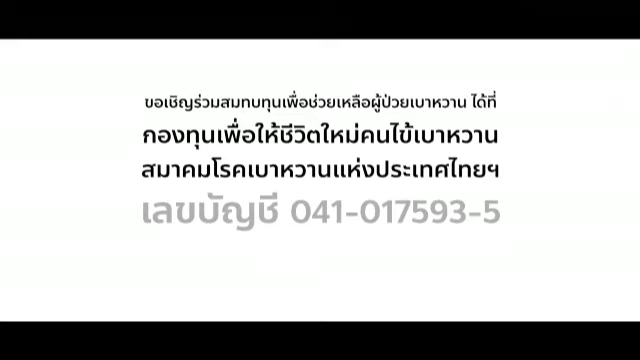 ขอเชิญร่วมสมทบทุนเพื่อช่วยเหลือผู้ป่วยเบาหวาน ได้ที่
กองทุนเพื่อให้ชีวิตใหม่คนไข้เบาหวาน
สมาคมโรคเบาหวานแห่งประเทศไทยฯ
เลขบัญชี 041-017593-5